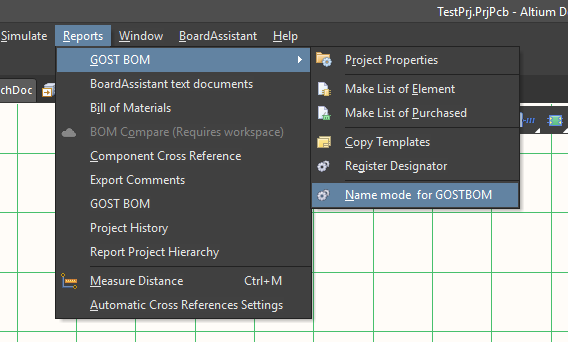 TestPrj.PrjPcb - Altium D
Simulate Reports Window BoardAssistant Help
GOST BOM
BoardAssistant text documents
Bill of Materials
BOM Compare (Requires workspace)
Component Cross Reference
Export Comments
GOST BOM
Project History
Report Project Hierarchy
Measure Distance Ctrl+M
Automatic Cross References Settings
Project Properties
Make List of Element
Make List of Purchased
Copy Templates
Register Designator
Name mode for GOSTBOM
chDoc